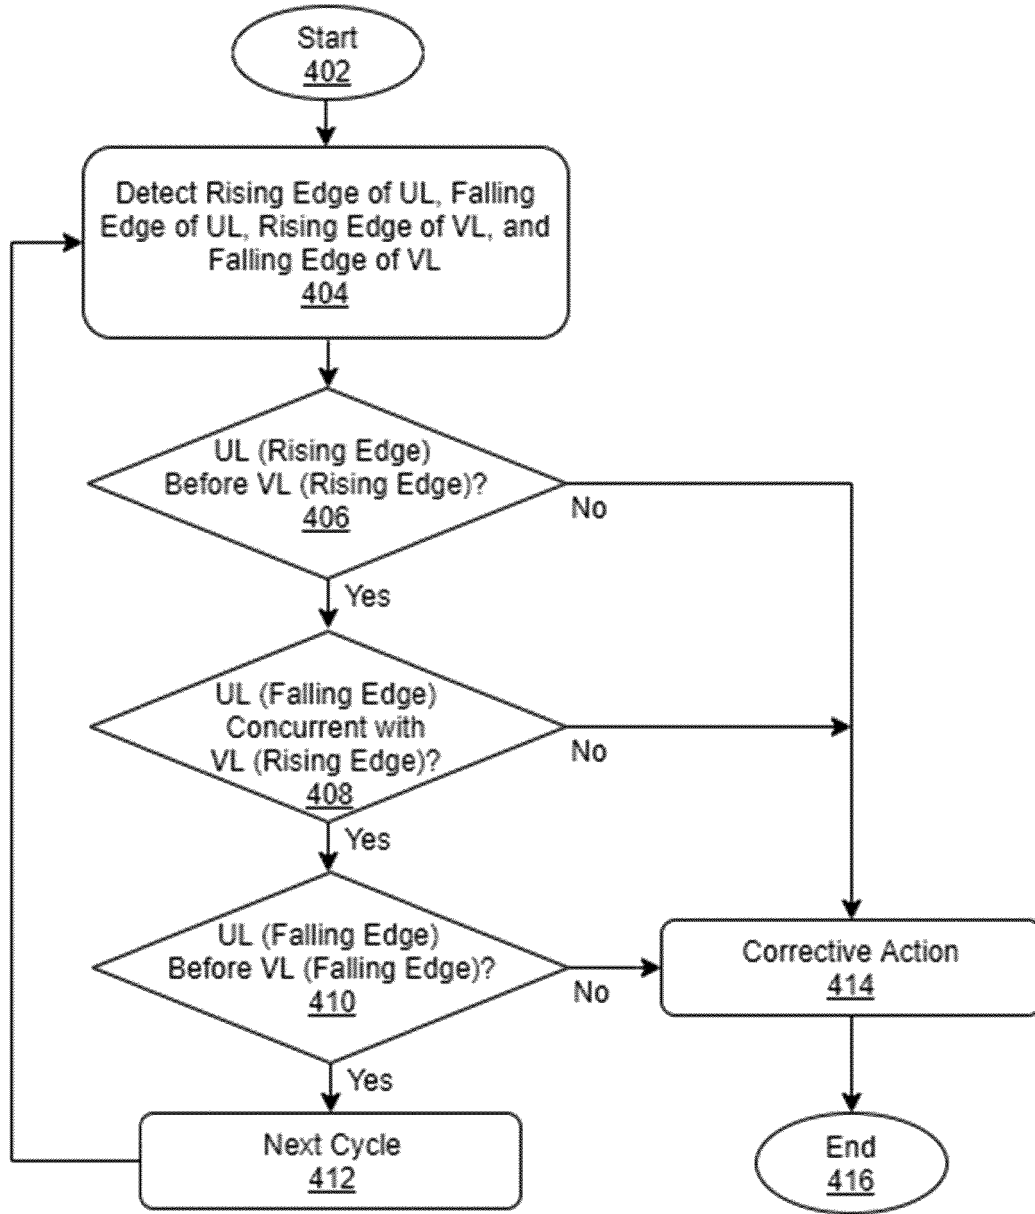 Start
402
Detect Rising Edge of UL, Falling
Edge of UL, Rising Edge of VL, and
Falling Edge of VL
404
UL (Rising Edge)
Before VL (Rising Edge)?
406
No
Yes
UL (Falling Edge)
Concurrent with
VL (Rising Edge)?
408
No
Yes
UL (Falling Edge)
Before VL (Falling Edge)?
410
No
Corrective Action
414
Yes
Next Cycle
412
End
416